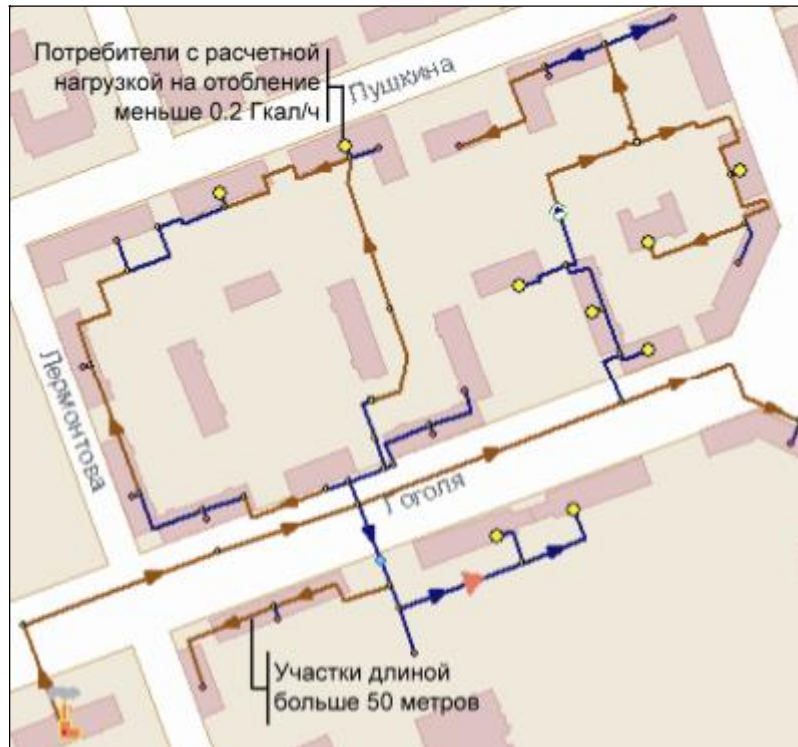 Потребители с расчетной
нагрузкой на отобление
меньше 0.2 Гкал/ч
Пушкина
Лермонтова
Гоголя
Участки длиной
больше 50 метров